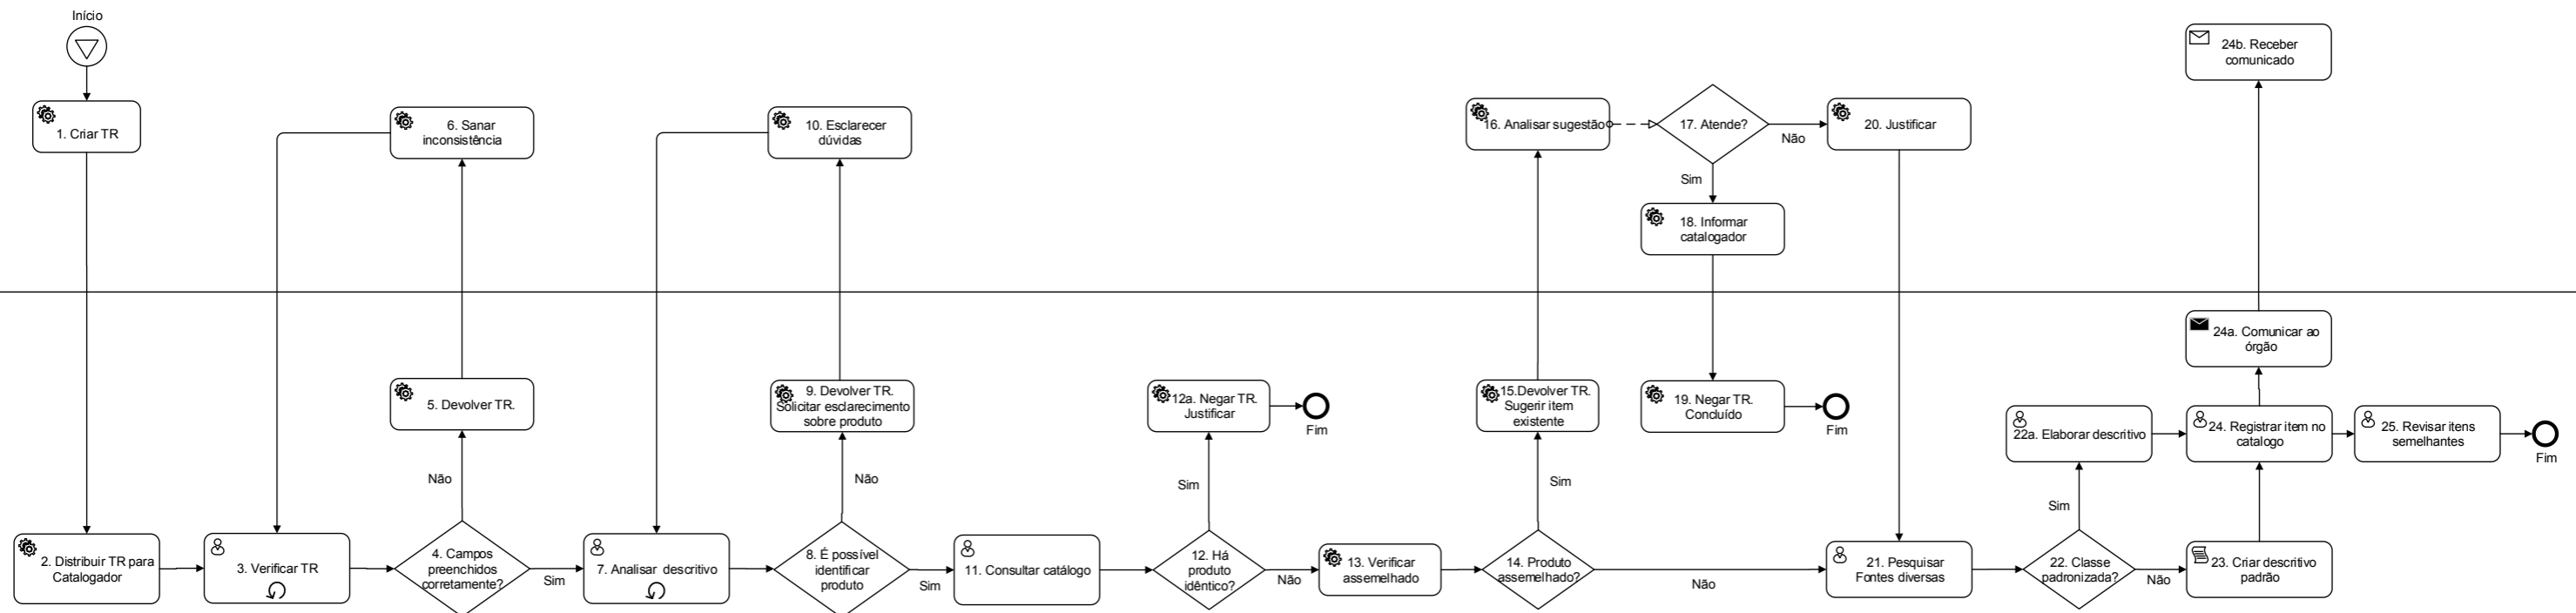 Início
1. Criar TR
2. Distribuir TR para
Catalogador
3. Verificar TR
4. Campos
preenchidos
corretamente?
Não
5. Devolver TR.
6. Sanar
inconsistência
Sim
7. Analisar descritivo
8. É possível
identificar
produto
Não
9. Devolver TR.
Solicitar esclarecimento
sobre produto
10. Esclarecer
dúvidas
Sim
11. Consultar catálogo
12. Há
produto
idêntico?
Sim
12a. Negar TR.
Justificar
Fim
Não
13. Verificar
assemelhado
14. Produto
assemelhado?
Sim
15.Devolver TR.
Sugerir item
existente
16. Analisar sugestão
17. Atende?
Sim
18. Informar
catalogador
19. Negar TR.
Concluído
Fim
Não
20. Justificar
Não
21. Pesquisar
Fontes diversas
22. Classe
padronizada?
Sim
22a. Elaborar descritivo
Não
23. Criar descritivo
padrão
24. Registrar item no
catalogo
24a. Comunicar ao
órgão
24b. Receber
comunicado
25. Revisar itens
semelhantes
Fim